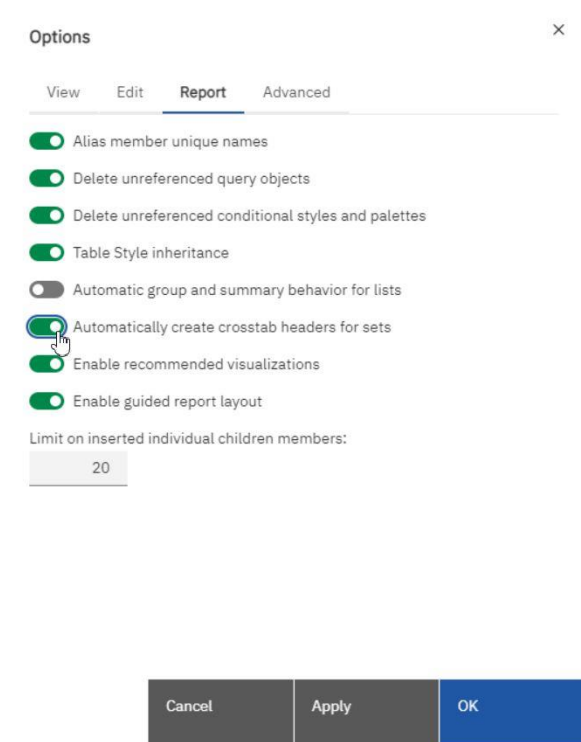 Options
View Edit Report Advanced
Alias member unique names
Delete unreferenced query objects
Delete unreferenced conditional styles and palettes
Table Style inheritance
Automatic group and summary behavior for lists
Automatically create crosstab headers for sets
Enable recommended visualizations
Enable guided report layout
Limit on inserted individual children members:
20
Cancel Apply OK